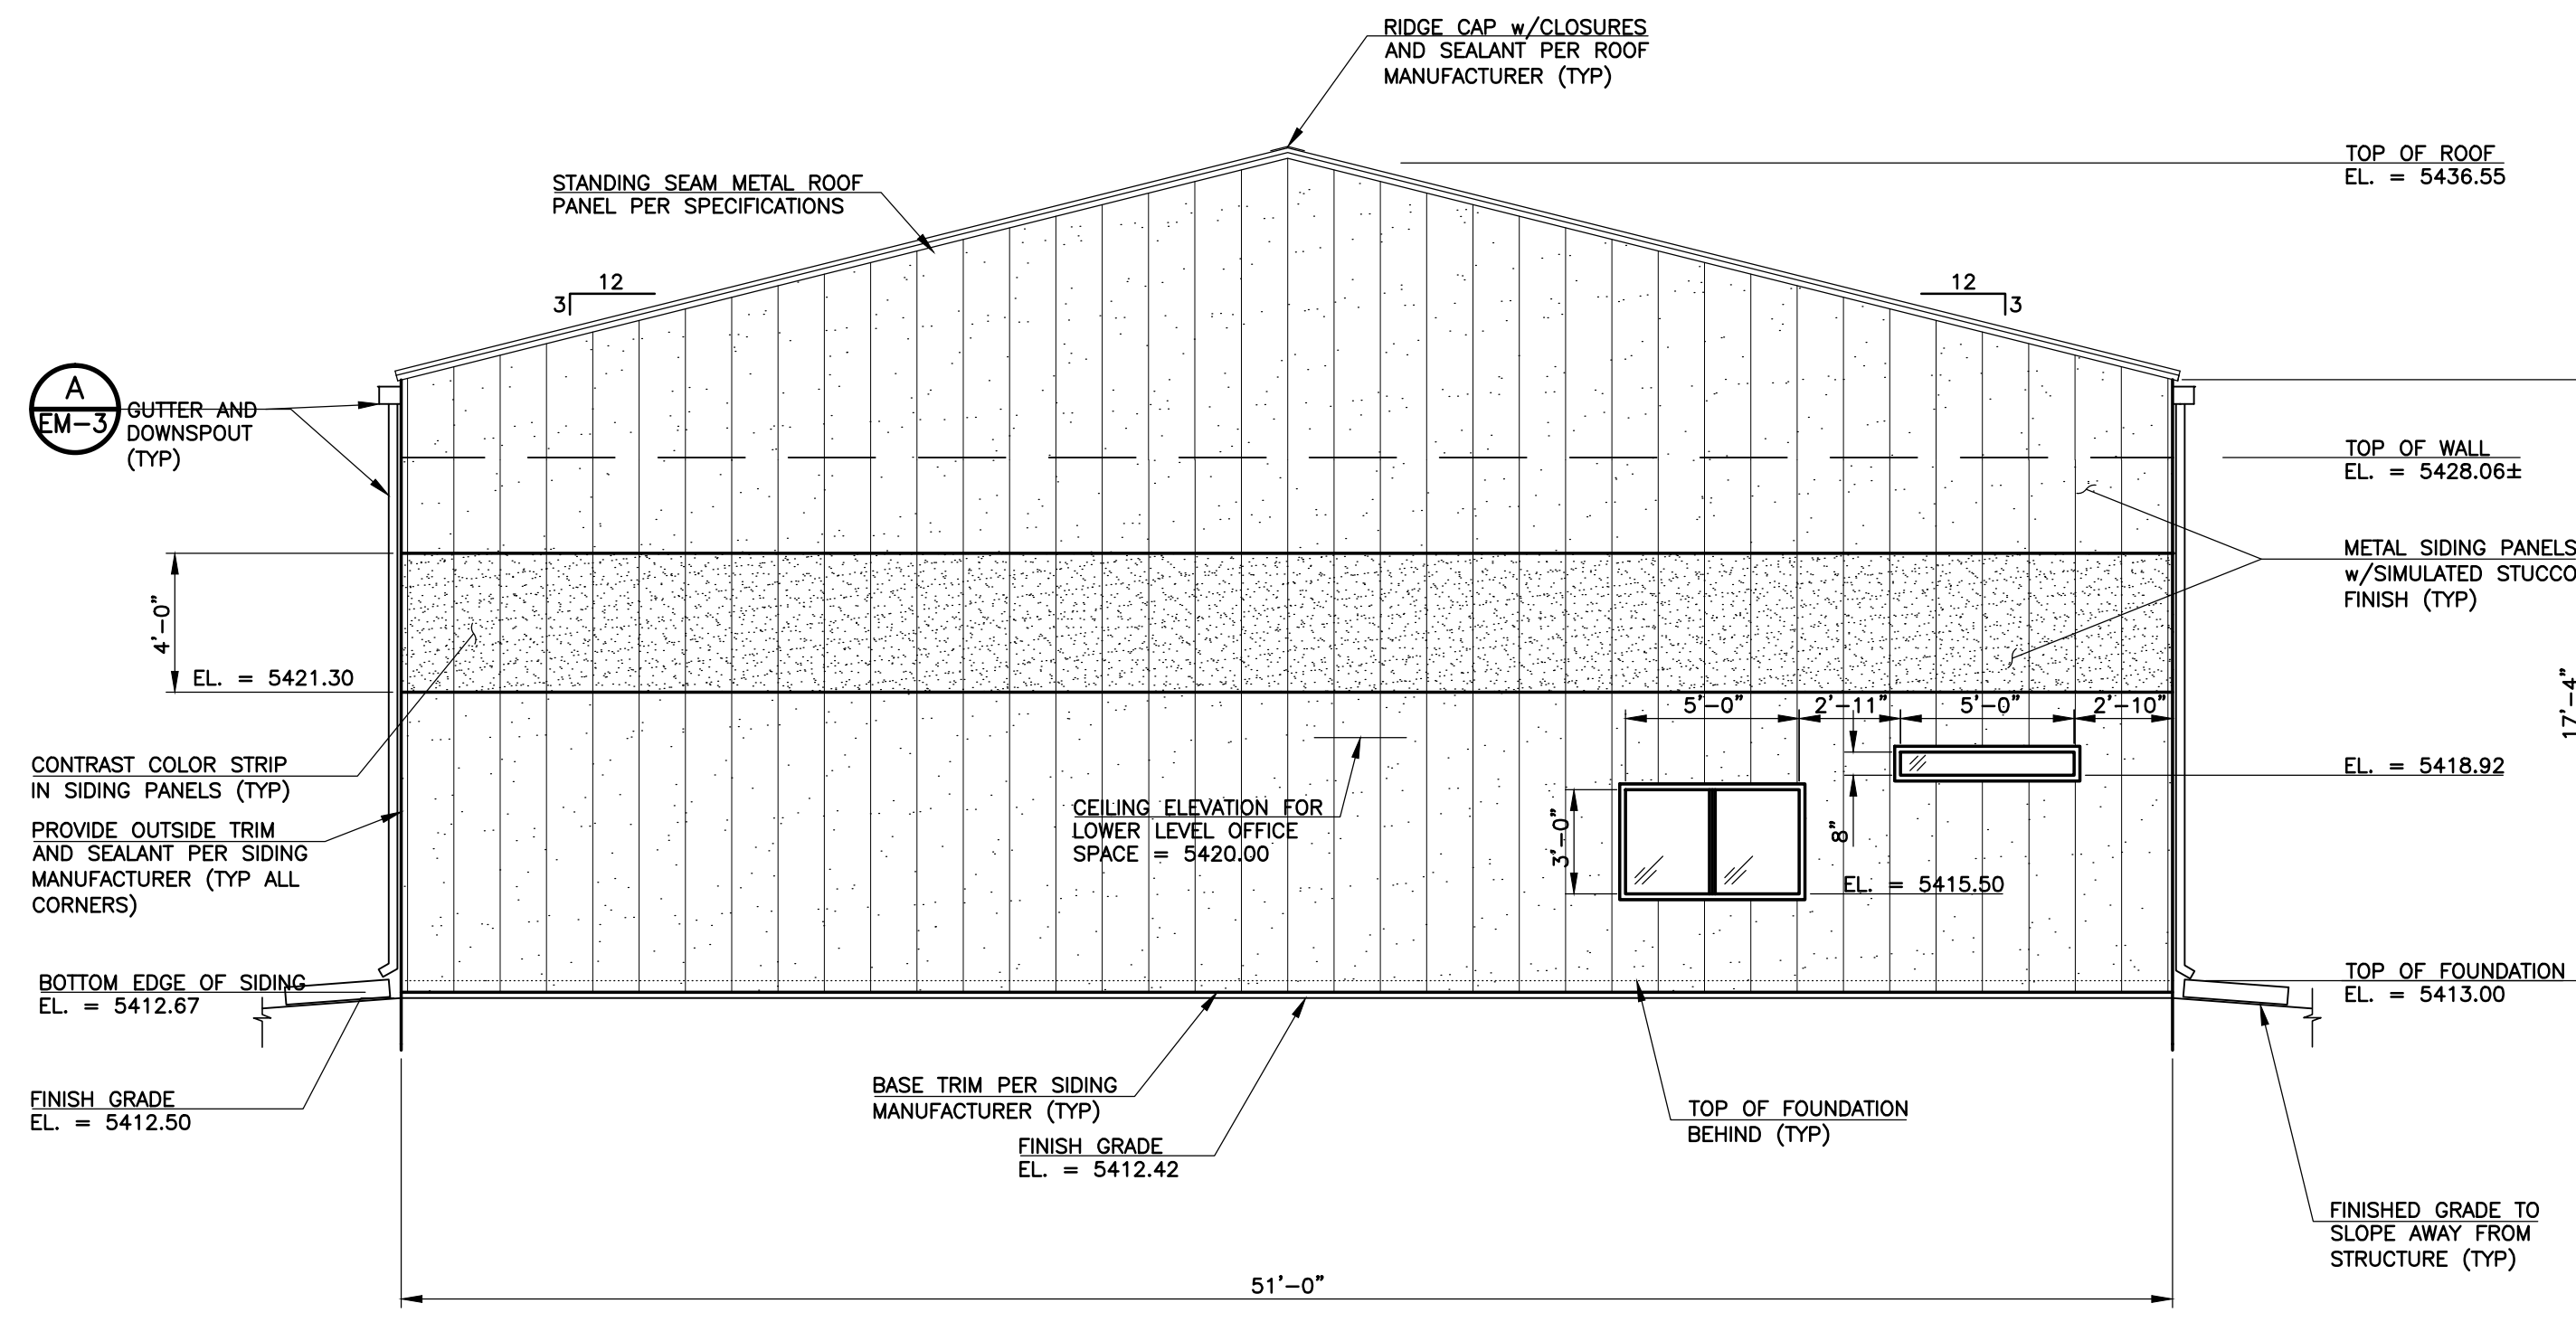 RIDGE CAP w/CLOSURES
AND SEALANT PER ROOF
MANUFACTURER (TYP)
TOP OF ROOF
EL. = 5436.55
STANDING SEAM METAL ROOF
PANEL PER SPECIFICATIONS
12
3
12
3
A
EM-3
GUTTER AND
DOWNSPOUT
(TYP)
TOP OF WALL
EL. = 5428.06±
METAL SIDING PANELS
w/SIMULATED STUCCO
FINISH (TYP)
4'-0"
EL. = 5421.30
17'-4"
5'-0"
2'-11"
5'-0"
2'-10"
CONTRAST COLOR STRIP
IN SIDING PANELS (TYP)
EL. = 5418.92
CEILING ELEVATION FOR
LOWER LEVEL OFFICE
SPACE = 5420.00
3'-0"
8"
PROVIDE OUTSIDE TRIM
AND SEALANT PER SIDING
MANUFACTURER (TYP ALL
CORNERS)
EL. = 5415.50
BOTTOM EDGE OF SIDING
EL. = 5412.67
TOP OF FOUNDATION
EL. = 5413.00
FINISH GRADE
EL. = 5412.50
BASE TRIM PER SIDING
MANUFACTURER (TYP)
TOP OF FOUNDATION
BEHIND (TYP)
FINISH GRADE
EL. = 5412.42
FINISHED GRADE TO
SLOPE AWAY FROM
STRUCTURE (TYP)
51'-0"